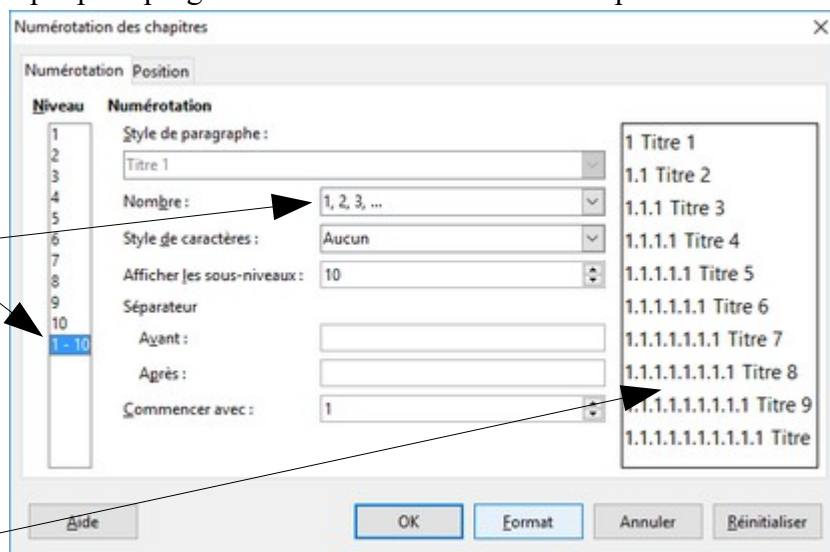 Numérotation des chapitres
Numérotation Position
Niveau Numérotation
1
2
3
4
5
6
7
8
9
10
1 - 10
Style de paragraphe :
Titre 1
Nombre : 1, 2, 3, ...
Style de caractères : Aucun
Afficher les sous-niveaux : 10
Séparateur
Avant :
Après :
Commencer avec : 1
1 Titre 1
1.1 Titre 2
1.1.1 Titre 3
1.1.1.1 Titre 4
1.1.1.1.1 Titre 5
1.1.1.1.1.1 Titre 6
1.1.1.1.1.1.1 Titre 7
1.1.1.1.1.1.1.1 Titre 8
1.1.1.1.1.1.1.1.1 Titre 9
1.1.1.1.1.1.1.1.1.1 Titre
Aide OK Format Annuler Réinitialiser